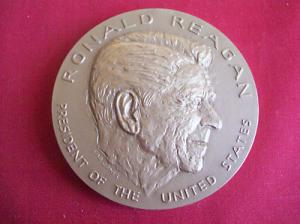 RONALD REAGAN
PRESIDENT OF THE UNITED STATES